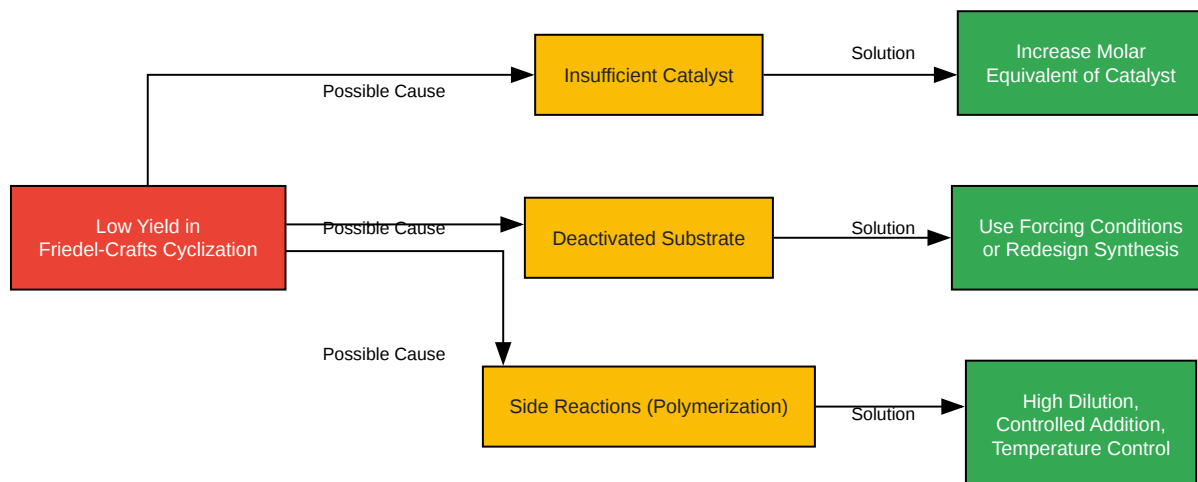 Insufficient Catalyst
Solution
Increase Molar
Equivalent of Catalyst
Possible Cause
Low Yield in
Friedel-Crafts Cyclization
Possible Cause
Deactivated Substrate
Solution
Use Forcing Conditions
or Redesign Synthesis
Possible Cause
Side Reactions (Polymerization)
Solution
High Dilution,
Controlled Addition,
Temperature Control